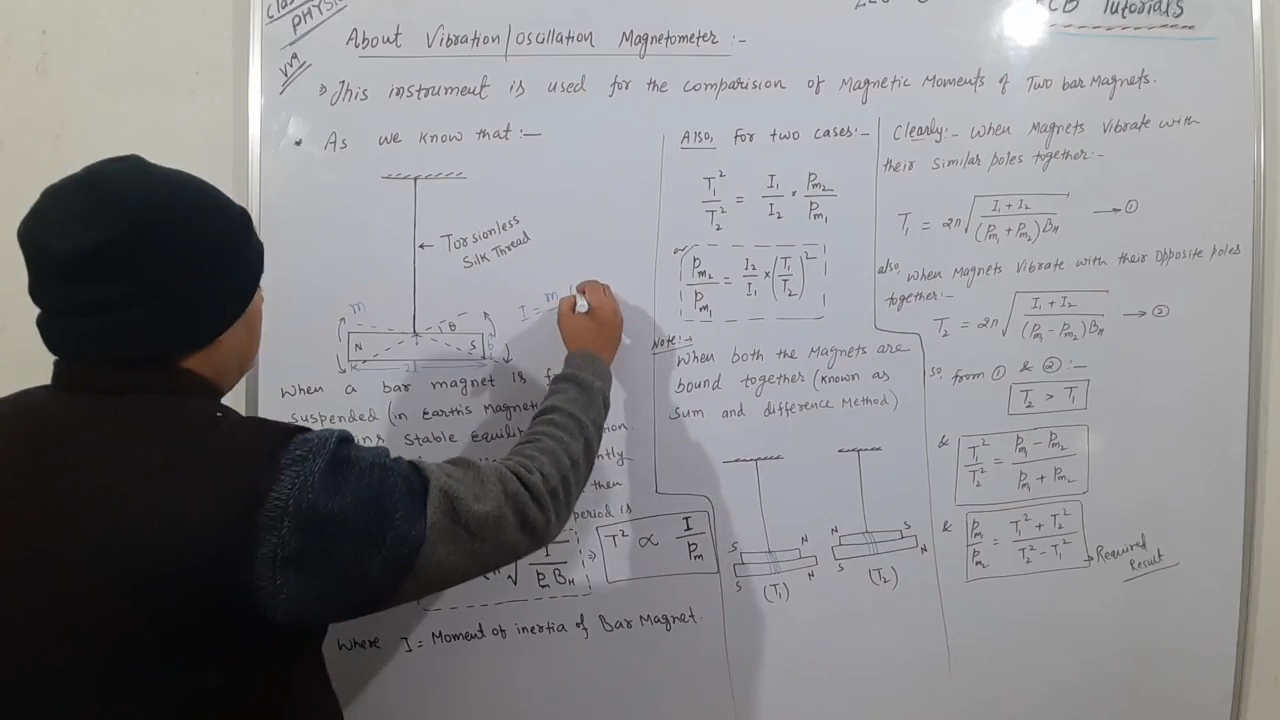 PHYSI
VVI
CB Tutorials
About Vibration/Oscillation Magnetometer :-
⇒ This instrument is used for the comparision of Magnetic Moments of Two bar Magnets.
* As we know that :-
Torsionless
Silk Thread
m
θ
N S b
2l
I = m
When a bar magnet is
suspended (in Earth's Magneti
Stable Equilib
then
period is
√ I / Pm BH
⇒ T² ∝ I / Pm
Where I = Moment of inertia of Bar Magnet.
Also, for two cases:-
T₁² / T₂² = I₁ / I₂ × Pm₂ / Pm₁
or Pm₂ / Pm₁ = I₂ / I₁ × (T₁ / T₂)²
Note:→
When both the Magnets are
bound together (known as
Sum and difference Method)
S N
S N
(T₁)
N S
S N
(T₂)
Clearly:- When Magnets Vibrate with
their Similar poles together:-
T₁ = 2π √ I₁ + I₂ / (Pm₁ + Pm₂) BH → ①
also, when Magnets Vibrate with their Opposite poles
together:-
T₂ = 2π √ I₁ + I₂ / (Pm₁ - Pm₂) BH → ②
so, from ① & ② :-
T₂ > T₁
& T₁² / T₂² = Pm₁ - Pm₂ / Pm₁ + Pm₂
& Pm₁ / Pm₂ = T₁² + T₂² / T₂² - T₁²
Required
Result